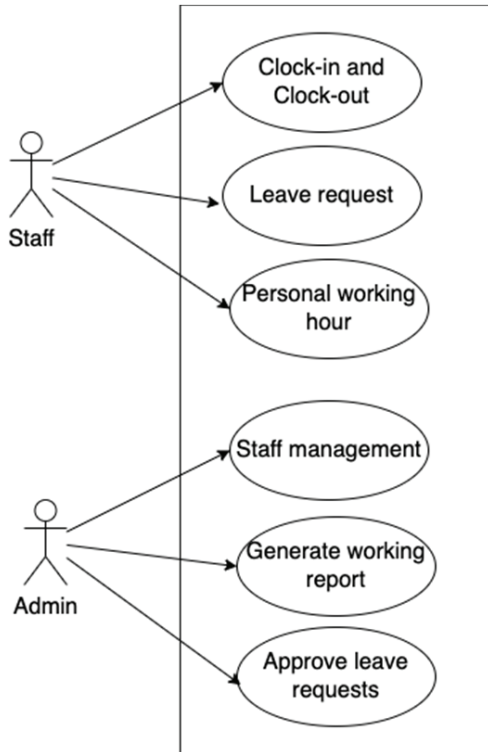 Clock-in and
Clock-out
Staff
Leave request
Personal working
hour
Staff management
Admin
Generate working
report
Approve leave
requests